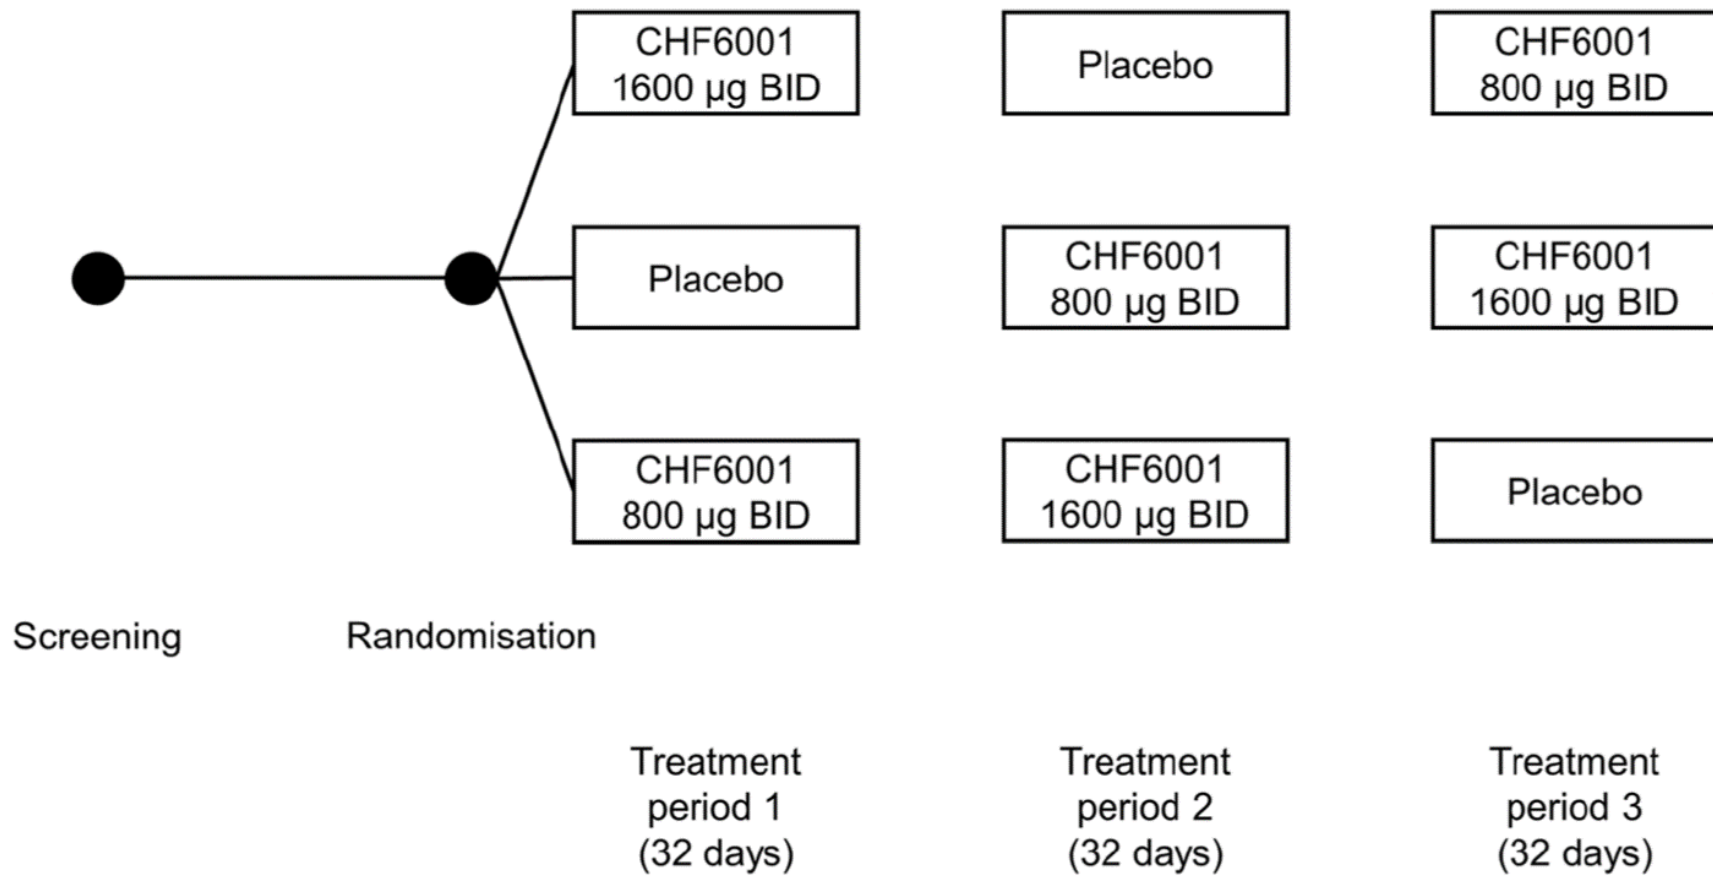 CHF6001
1600 µg BID
Placebo
CHF6001
800 µg BID
Placebo
CHF6001
800 µg BID
CHF6001
1600 µg BID
CHF6001
800 µg BID
CHF6001
1600 µg BID
Placebo
Screening
Randomisation
Treatment
period 1
(32 days)
Treatment
period 2
(32 days)
Treatment
period 3
(32 days)